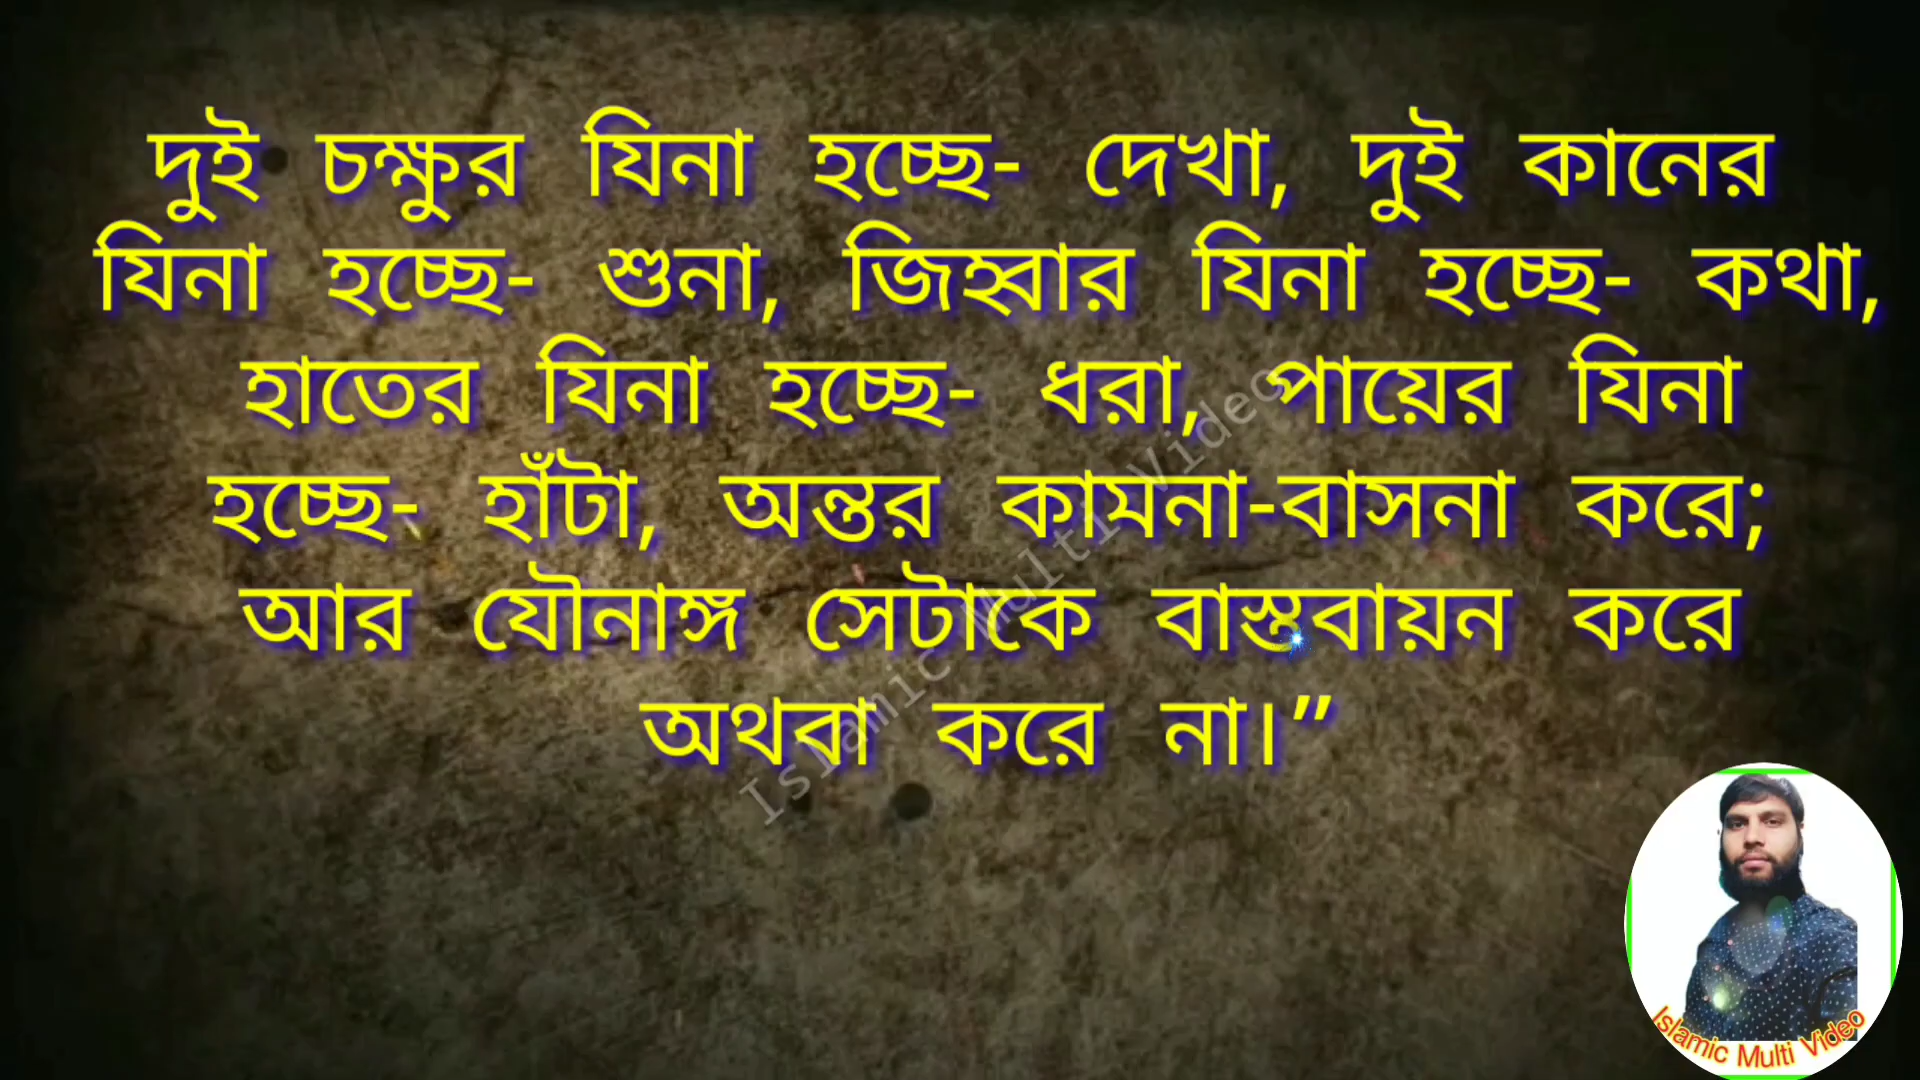 দুই চক্ষুর যিনা হচ্ছে- দেখা, দুই কানের
যিনা হচ্ছে- শুনা, জিহ্বার যিনা হচ্ছে- কথা,
হাতের যিনা হচ্ছে- ধরা, পায়ের যিনা
হচ্ছে- হাঁটা, অন্তর কামনা-বাসনা করে;
আর যৌনাঙ্গ সেটাকে বাস্তবায়ন করে
অথবা করে না।”
Islamic Multi Video
Islamic Multi Video